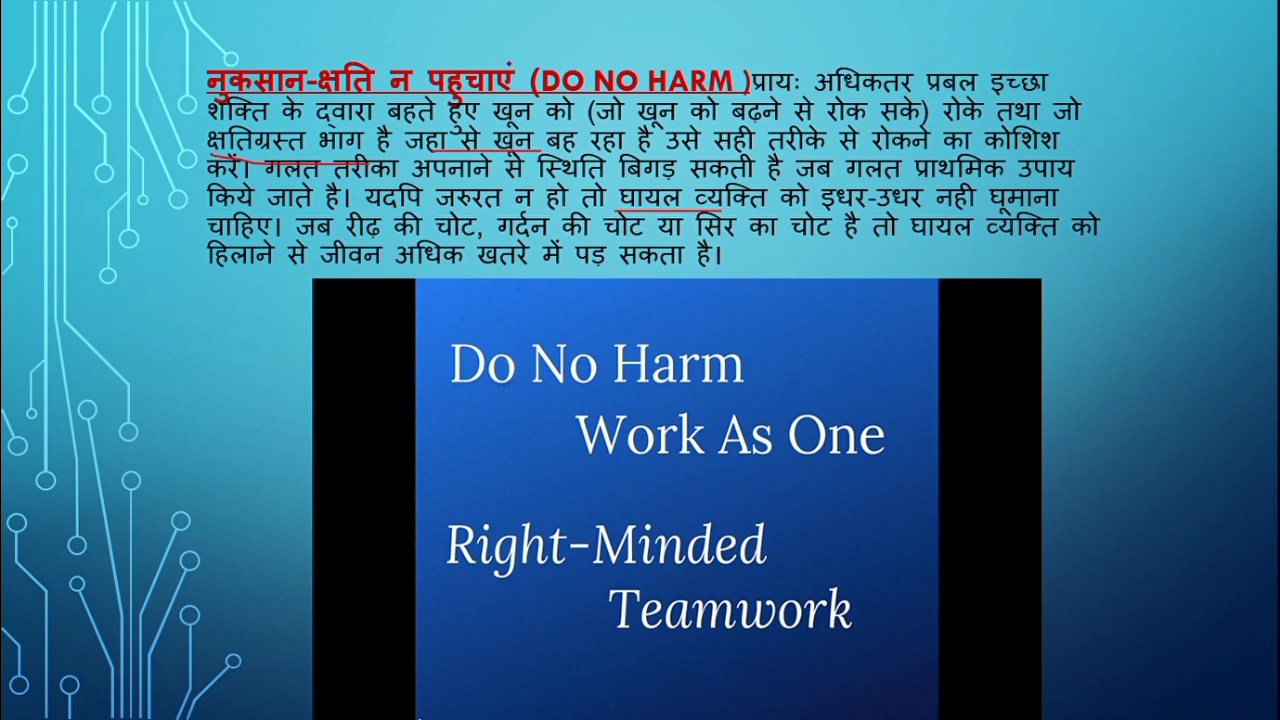 नुकसान-क्षति न पहुचाएं (DO NO HARM )प्रायः अधिकतर प्रबल इच्छा
शक्ति के द्वारा बहते हुए खून को (जो खून को बढ़ने से रोक सके) रोके तथा जो
क्षतिग्रस्त भाग है जहा से खून बह रहा है उसे सही तरीके से रोकने का कोशिश
करें। गलत तरीका अपनाने से स्थिति बिगड़ सकती है जब गलत प्राथमिक उपाय
किये जाते है। यदपि जरुरत न हो तो घायल व्यक्ति को इधर-उधर नही घूमाना
चाहिए। जब रीढ़ की चोट, गर्दन की चोट या सिर का चोट है तो घायल व्यक्ति को
हिलाने से जीवन अधिक खतरे में पड़ सकता है।
Do No Harm
Work As One
Right-Minded
Teamwork